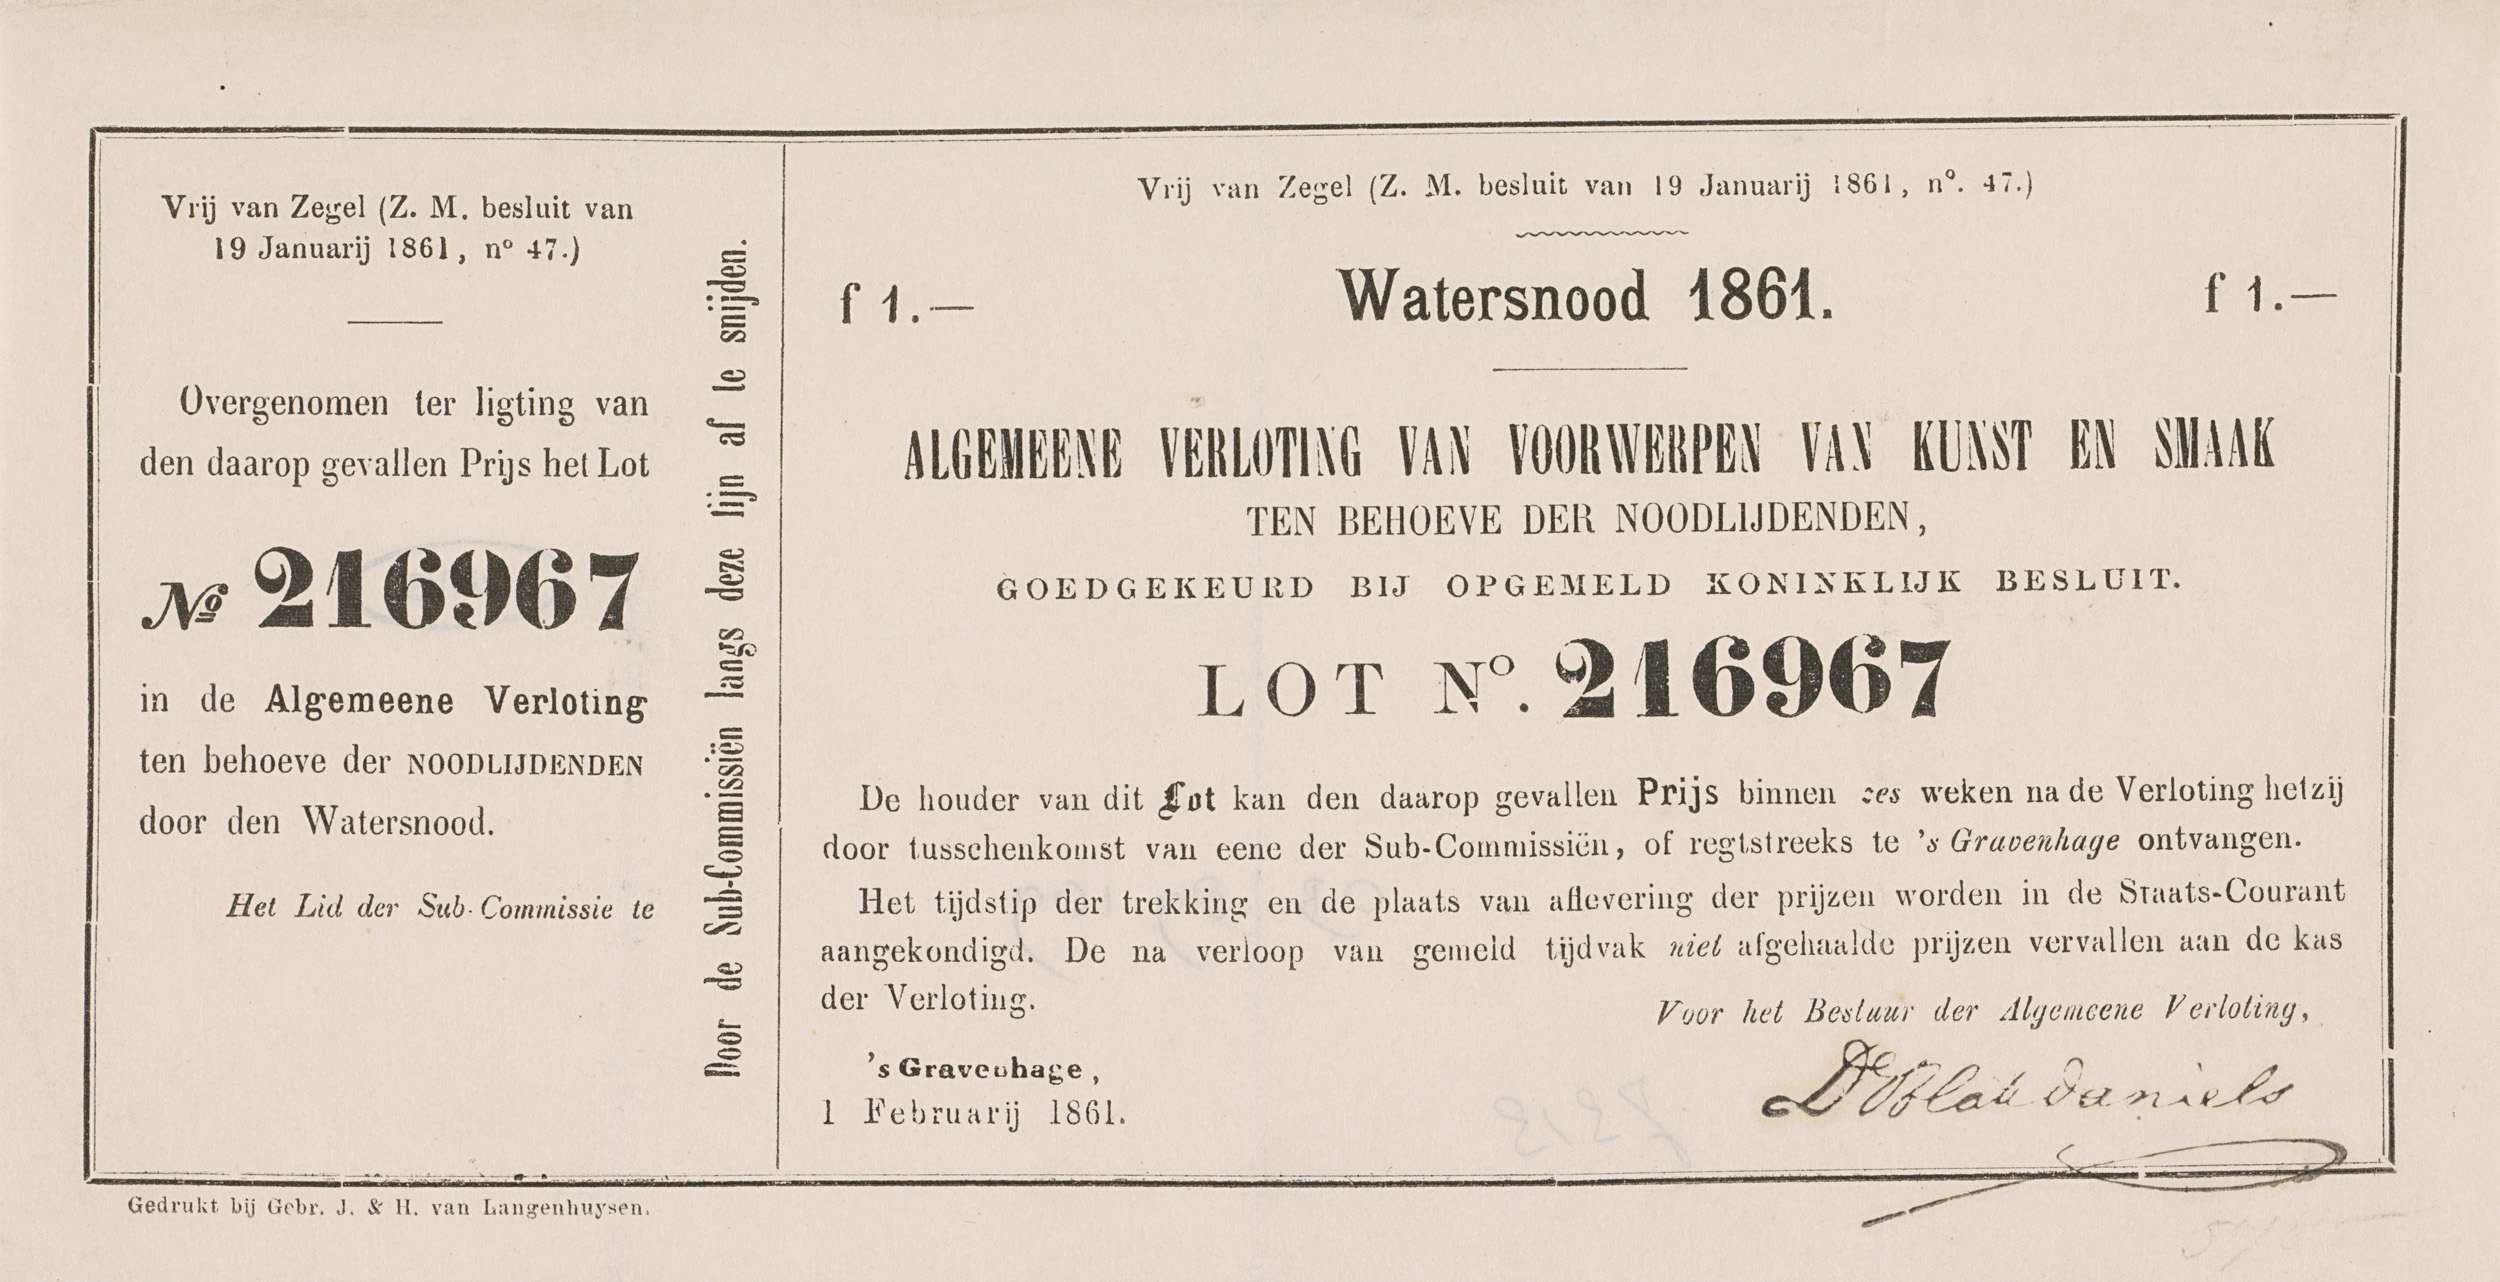 Vrij van Zegel (Z. M. besluit van
19 Januarij 1861, nº 47.)
Overgenomen ter ligting van
den daarop gevallen Prijs het Lot
Nº 216967
in de Algemeene Verloting
ten behoeve der NOODLIJDENDEN
door den Watersnood.
Het Lid der Sub-Commissie te
Door de Sub-Commissiën langs deze lijn af te snijden.
Vrij van Zegel (Z. M. besluit van 19 Januarij 1861, nº. 47.)
f 1.— Watersnood 1861. f 1.—
ALGEMEENE VERLOTING VAN VOORWERPEN VAN KUNST EN SMAAK
TEN BEHOEVE DER NOODLIJDENDEN,
GOEDGEKEURD BIJ OPGEMELD KONINKLIJK BESLUIT.
LOT Nº. 216967
De houder van dit Lot kan den daarop gevallen Prijs binnen zes weken na de Verloting hetzij
door tusschenkomst van eene der Sub-Commissiën, of regtstreeks te 's Gravenhage ontvangen.
Het tijdstip der trekking en de plaats van aflevering der prijzen worden in de Staats-Courant
aangekondigd. De na verloop van gemeld tijdvak niet afgehaalde prijzen vervallen aan de kas
der Verloting.
Voor het Bestuur der Algemeene Verloting,
's Gravenhage,
1 Februarij 1861.
daniels
Gedrukt bij Gebr. J. & H. van Langenhuysen.